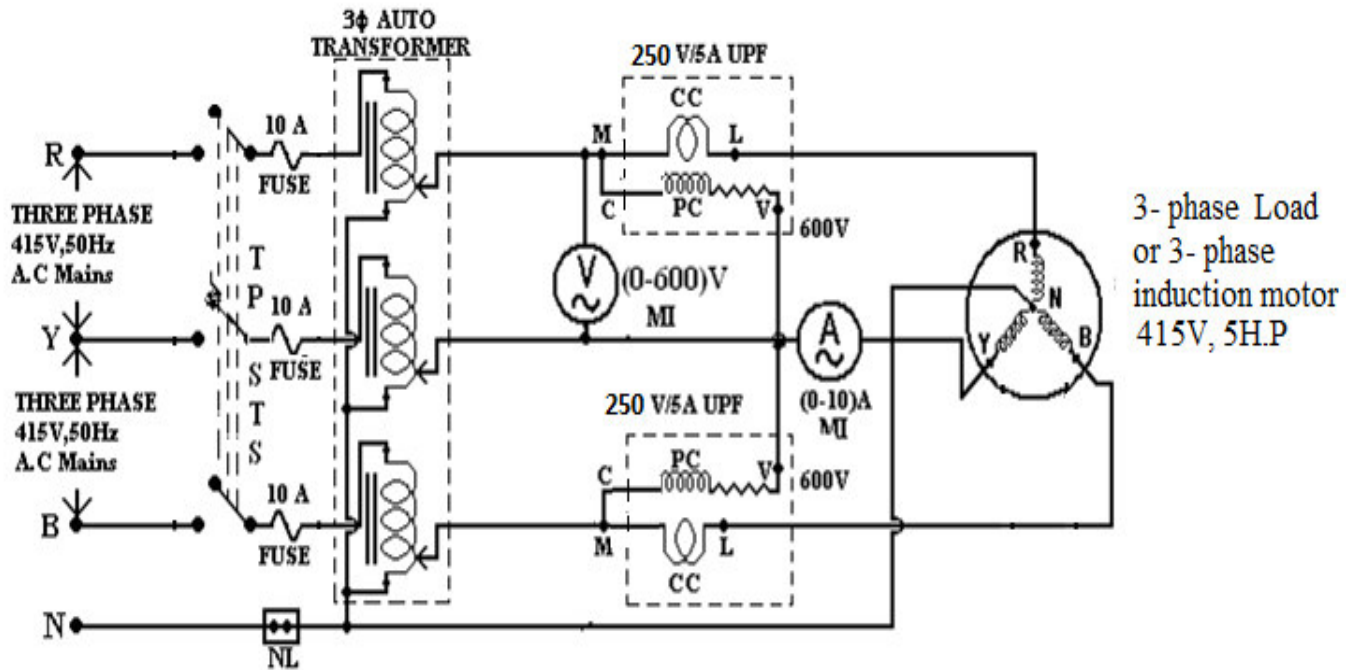 3ϕ AUTO
TRANSFORMER
250 V/5A UPF
CC
M
L
10 A
R
FUSE
C
PC
V
600V
THREE PHASE
415V,50Hz
A.C Mains
T
P
S
T
S
V
(0-600)V
MI
3- phase Load
or 3- phase
induction motor
415V, 5H.P
R
N
Y
B
10 A
Y
FUSE
A
(0-10)A
MI
THREE PHASE
415V,50Hz
A.C Mains
250 V/5A UPF
PC
C
V
600V
10 A
B
FUSE
M
L
CC
N
NL